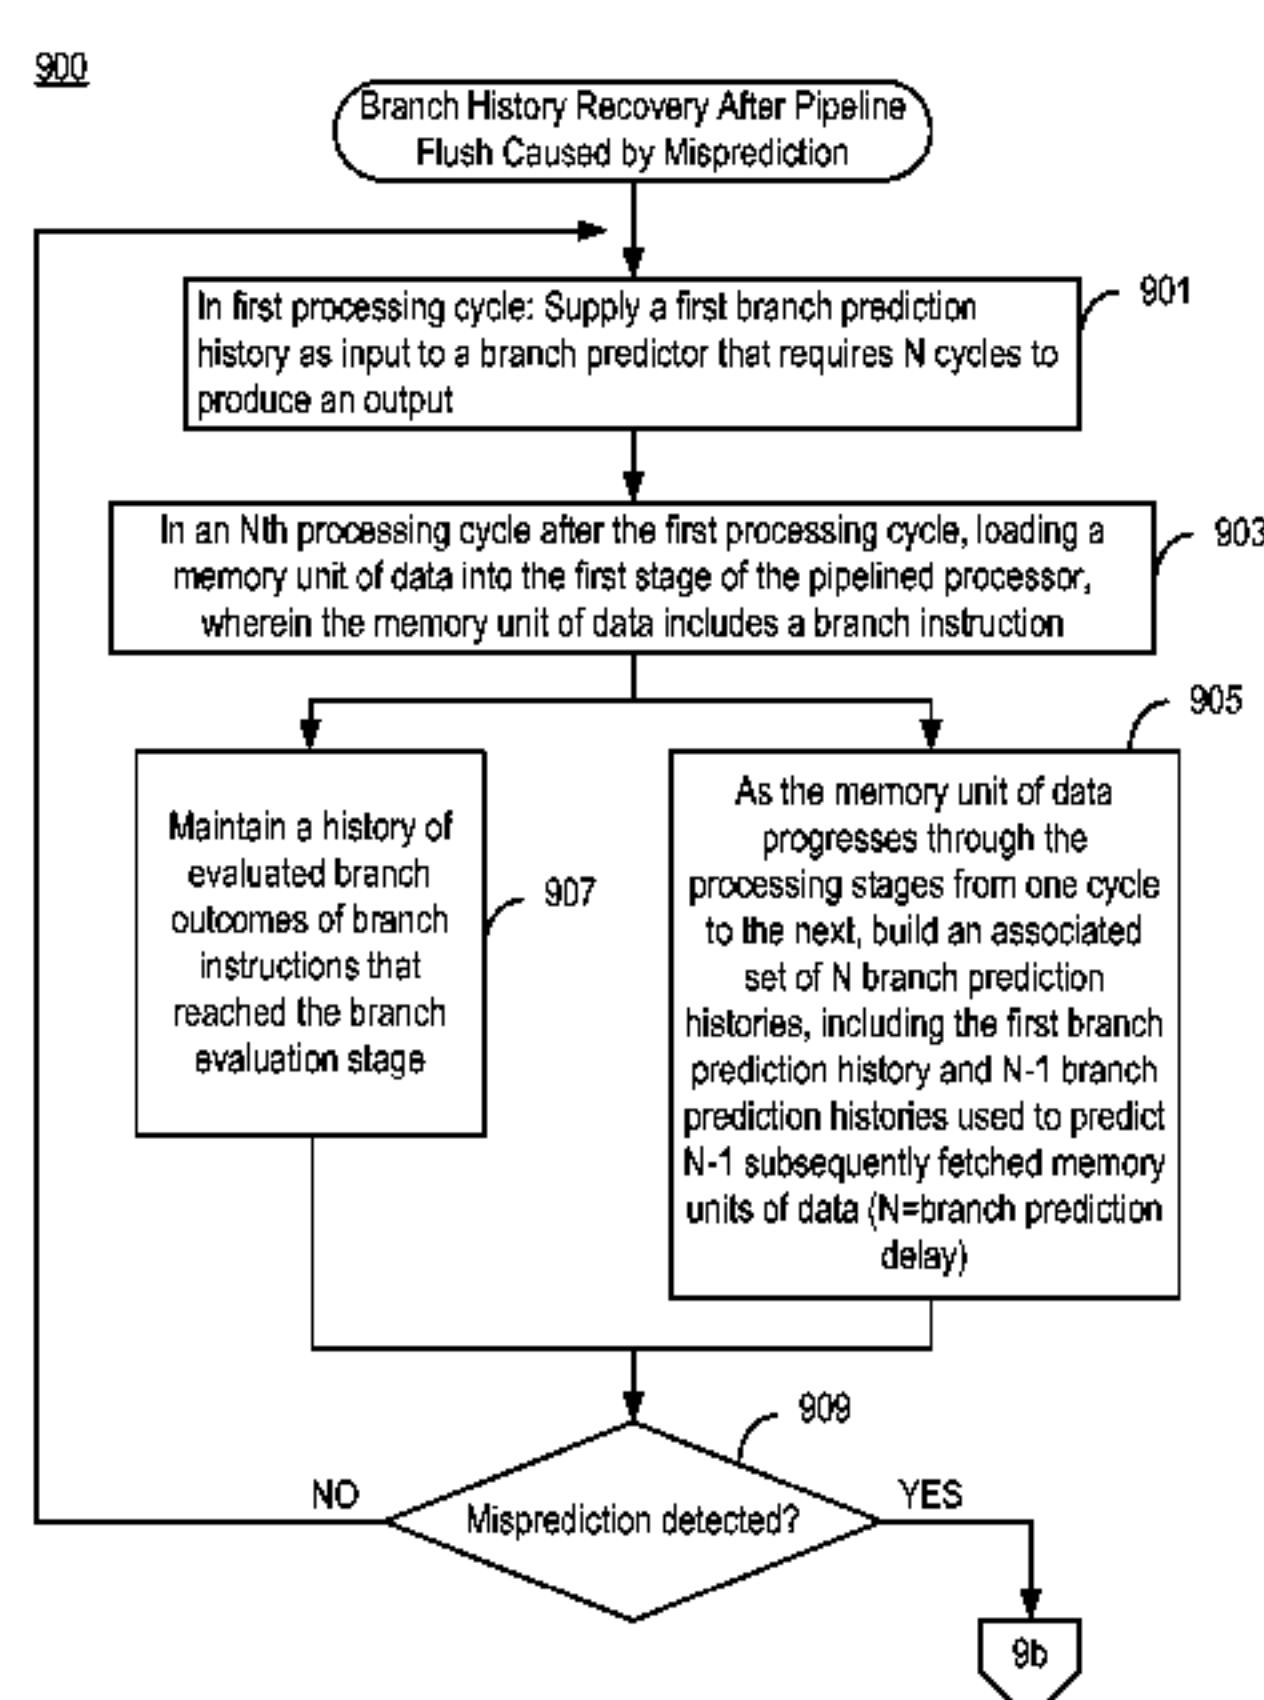 900
Branch History Recovery After Pipeline
Flush Caused by Misprediction
In first processing cycle: Supply a first branch prediction
history as input to a branch predictor that requires N cycles to
produce an output
901
In an Nth processing cycle after the first processing cycle, loading a
memory unit of data into the first stage of the pipelined processor,
wherein the memory unit of data includes a branch instruction
903
905
Maintain a history of
evaluated branch
outcomes of branch
instructions that
reached the branch
evaluation stage
907
As the memory unit of data
progresses through the
processing stages from one cycle
to the next, build an associated
set of N branch prediction
histories, including the first branch
prediction history and N-1 branch
prediction histories used to predict
N-1 subsequently fetched memory
units of data (N=branch prediction
delay)
909
NO
Misprediction detected?
YES
9b